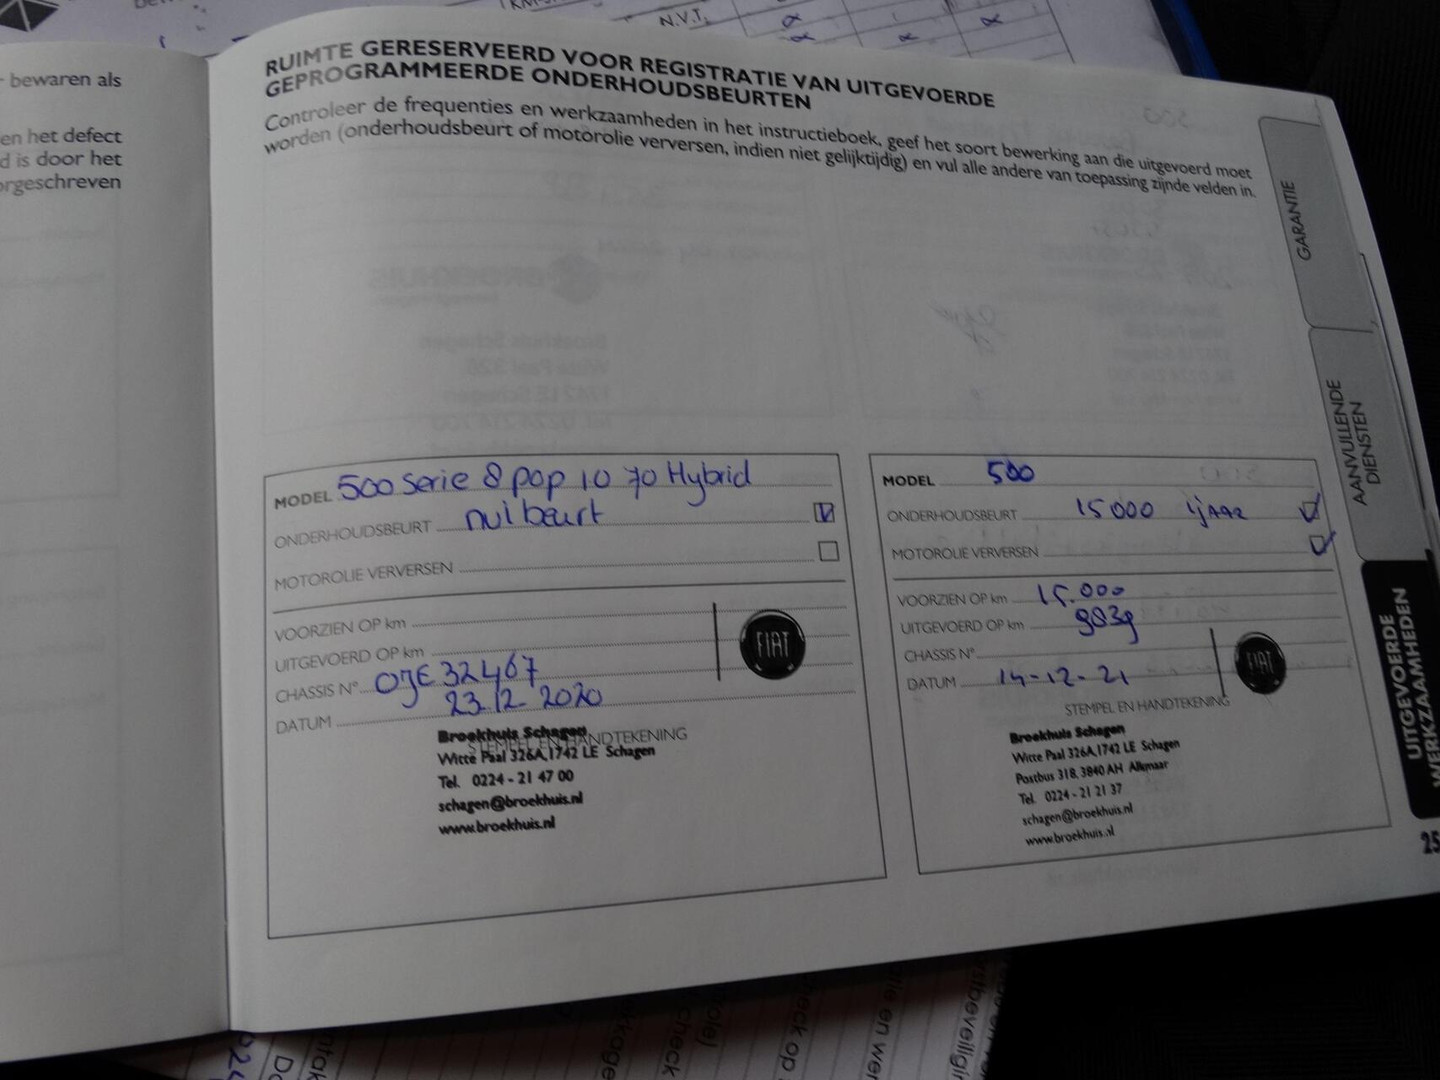 N.V.T.
bewaren als
en het defect
d is door het
orgeschreven
RUIMTE GERESERVEERD VOOR REGISTRATIE VAN UITGEVOERDE
GEPROGRAMMEERDE ONDERHOUDSBEURTEN
Controleer de frequenties en werkzaamheden in het instructieboek, geef het soort bewerking aan die uitgevoerd moet
worden (onderhoudsbeurt of motorolie verversen, indien niet gelijktijdig) en vul alle andere van toepassing zijnde velden in.
GARANTIE
AANVULLENDE
DIENSTEN
UITGEVOERDE
WERKZAAMHEDEN
MODEL 500 Serie 8 pop 1 0 70 Hybrid
ONDERHOUDSBEURT nulbeurt
MOTOROLIE VERVERSEN
VOORZIEN OP km
UITGEVOERD OP km
CHASSIS N°. 0JE32467
DATUM 23.12 2020
FIAT
STEMPEL EN HANDTEKENING
Broekhuis Schagen
Witte Paal 326A,1742 LE Schagen
Tel. 0224 - 21 47 00
schagen@broekhuis.nl
www.broekhuis.nl
MODEL 500
ONDERHOUDSBEURT 15000 1jaar
MOTOROLIE VERVERSEN
VOORZIEN OP km 15.000
UITGEVOERD OP km 9839
CHASSIS N°.
DATUM 14-12-21
FIAT
STEMPEL EN HANDTEKENING
Broekhuis Schagen
Witte Paal 326A,1742 LE Schagen
Postbus 318, 3840 AH Alkmaar
Tel. 0224 - 21 21 37
schagen@broekhuis.nl
www.broekhuis.nl
25